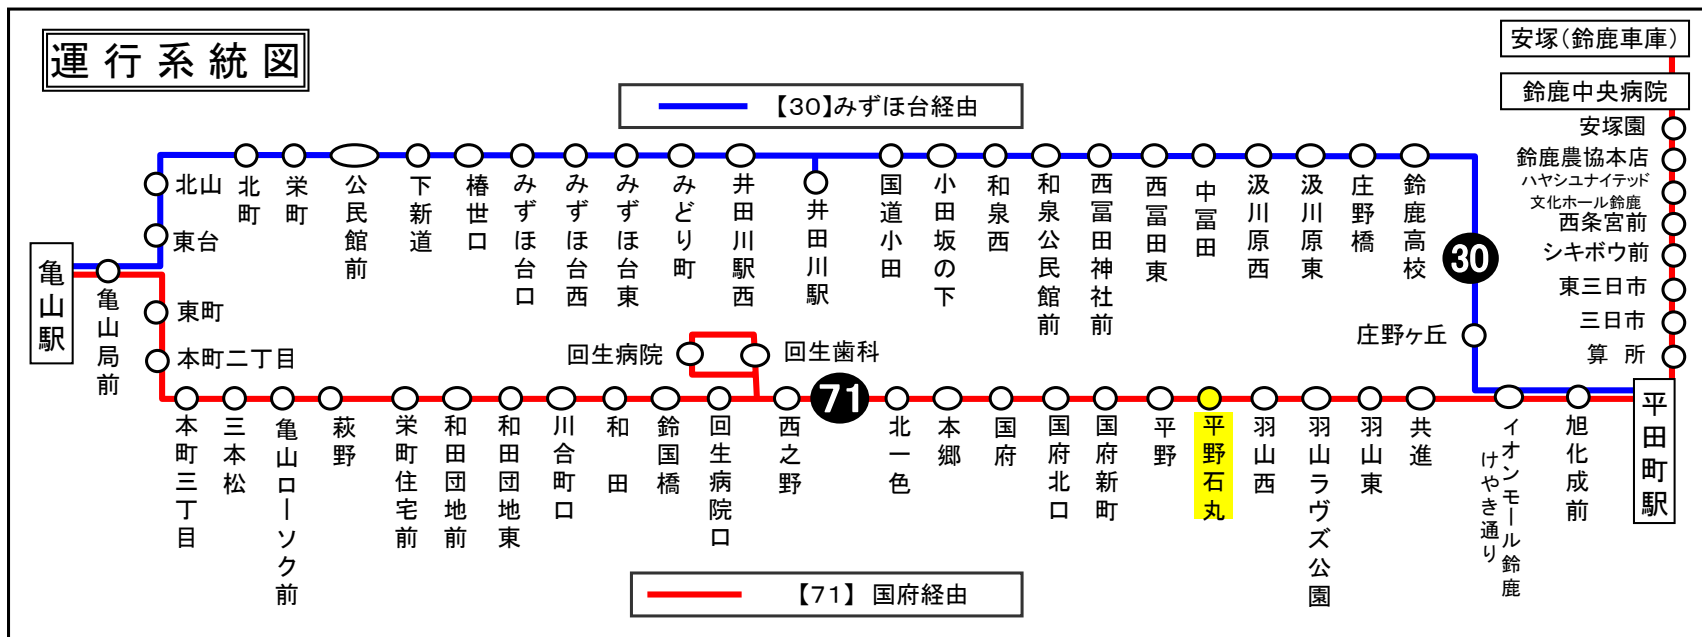 運行系統図
安塚(鈴鹿車庫)
鈴鹿中央病院
【30】みずほ台経由
安塚園
鈴鹿農協本店
ハヤシユナイテッド
文化ホール鈴鹿
西条宮前
シキボウ前
東三日市
三日市
算所
平田町駅
亀山駅
亀山局前
東台
北山
北町
栄町
公民館前
下新道
椿世口
みずほ台口
みずほ台西
みずほ台東
みどり町
井田川駅西
井田川駅
国道小田
小田坂の下
和泉西
和泉公民館前
西冨田神社前
西冨田東
中冨田
汲川原西
汲川原東
庄野橋
鈴鹿高校
30
庄野ヶ丘
東町
本町二丁目
本町三丁目
三本松
亀山ローソク前
萩野
栄町住宅前
和田団地前
和田団地東
川合町口
和田
鈴国橋
回生病院口
回生病院
回生歯科
西之野
71
北一色
本郷
国府
国府北口
国府新町
平野
平野石丸
羽山西
羽山ラヴズ公園
羽山東
共進
イオンモール鈴鹿
けやき通り
旭化成前
【71】国府経由